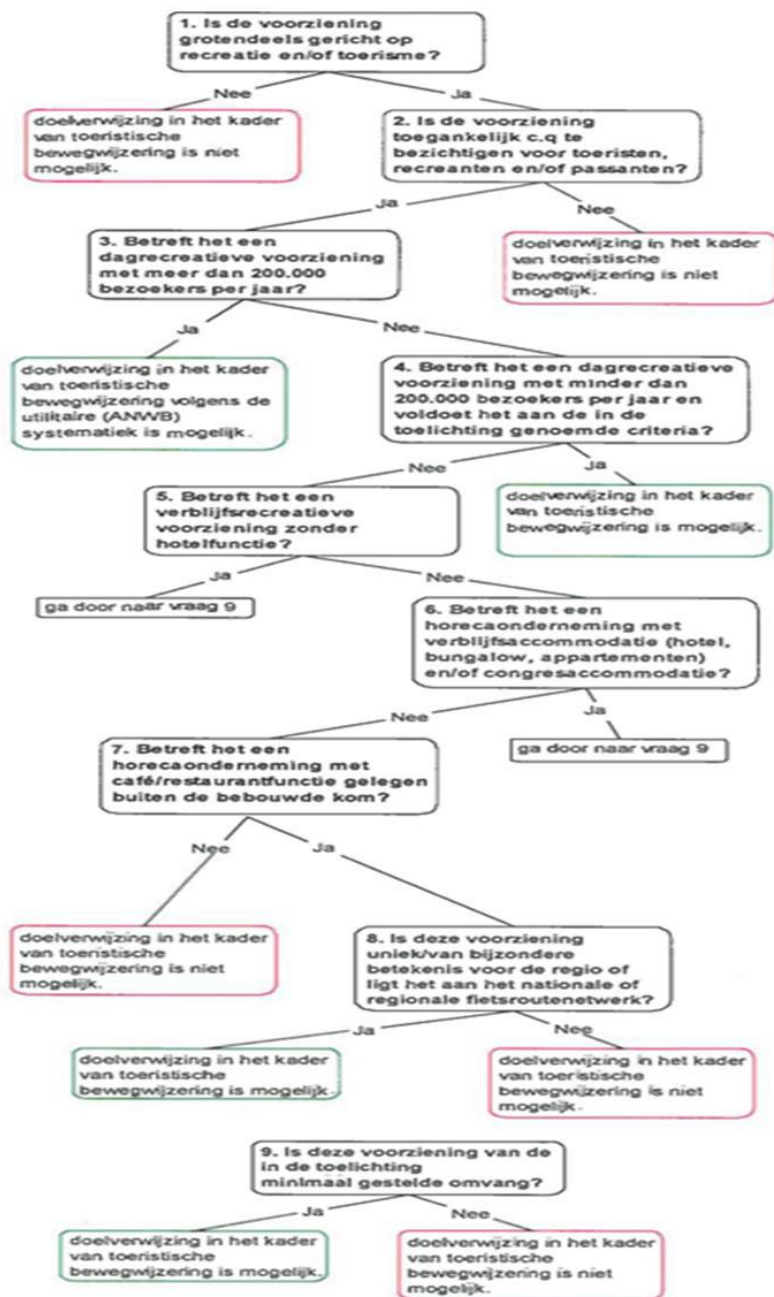 1. Is de voorziening
grotendeels gericht op
recreatie en/of toerisme?
Nee
Ja
doelverwijzing in het kader
van toeristische
bewegwijzering is niet
mogelijk.
2. Is de voorziening
toegankelijk c.q te
bezichtigen voor toeristen,
recreanten en/of passanten?
Ja
Nee
3. Betreft het een
dagrecreatieve voorziening
met meer dan 200.000
bezoekers per jaar?
doelverwijzing in het kader
van toeristische
bewegwijzering is niet
mogelijk.
Ja
Nee
doelverwijzing in het kader
van toeristische
bewegwijzering volgens de
utilitaire (ANWB)
systematiek is mogelijk.
4. Betreft het een dagrecreatieve
voorziening met minder dan
200.000 bezoekers per jaar en
voldoet het aan de in de
toelichting genoemde criteria?
Nee
Ja
5. Betreft het een
verblijfsrecreatieve
voorziening zonder
hotelfunctie?
doelverwijzing in het kader
van toeristische
bewegwijzering is mogelijk.
Ja
Nee
ga door naar vraag 9
6. Betreft het een
horecaonderneming met
verblijfsaccommodatie (hotel,
bungalow, appartementen)
en/of congresaccommodatie?
Nee
Ja
7. Betreft het een
horecaonderneming met
café/restaurantfunctie gelegen
buiten de bebouwde kom?
ga door naar vraag 9
Nee
Ja
doelverwijzing in het kader
van toeristische
bewegwijzering is niet
mogelijk.
8. Is deze voorziening
uniek/van bijzondere
betekenis voor de regio of
ligt het aan het nationale of
regionale fietsroutenetwerk?
Ja
Nee
doelverwijzing in het kader
van toeristische
bewegwijzering is mogelijk.
doelverwijzing in het kader
van toeristische
bewegwijzering is niet
mogelijk.
9. Is deze voorziening van de
in de toelichting
minimaal gestelde omvang?
Ja
Nee
doelverwijzing in het kader
van toeristische
bewegwijzering is mogelijk.
doelverwijzing in het kader
van toeristische
bewegwijzering is niet
mogelijk.